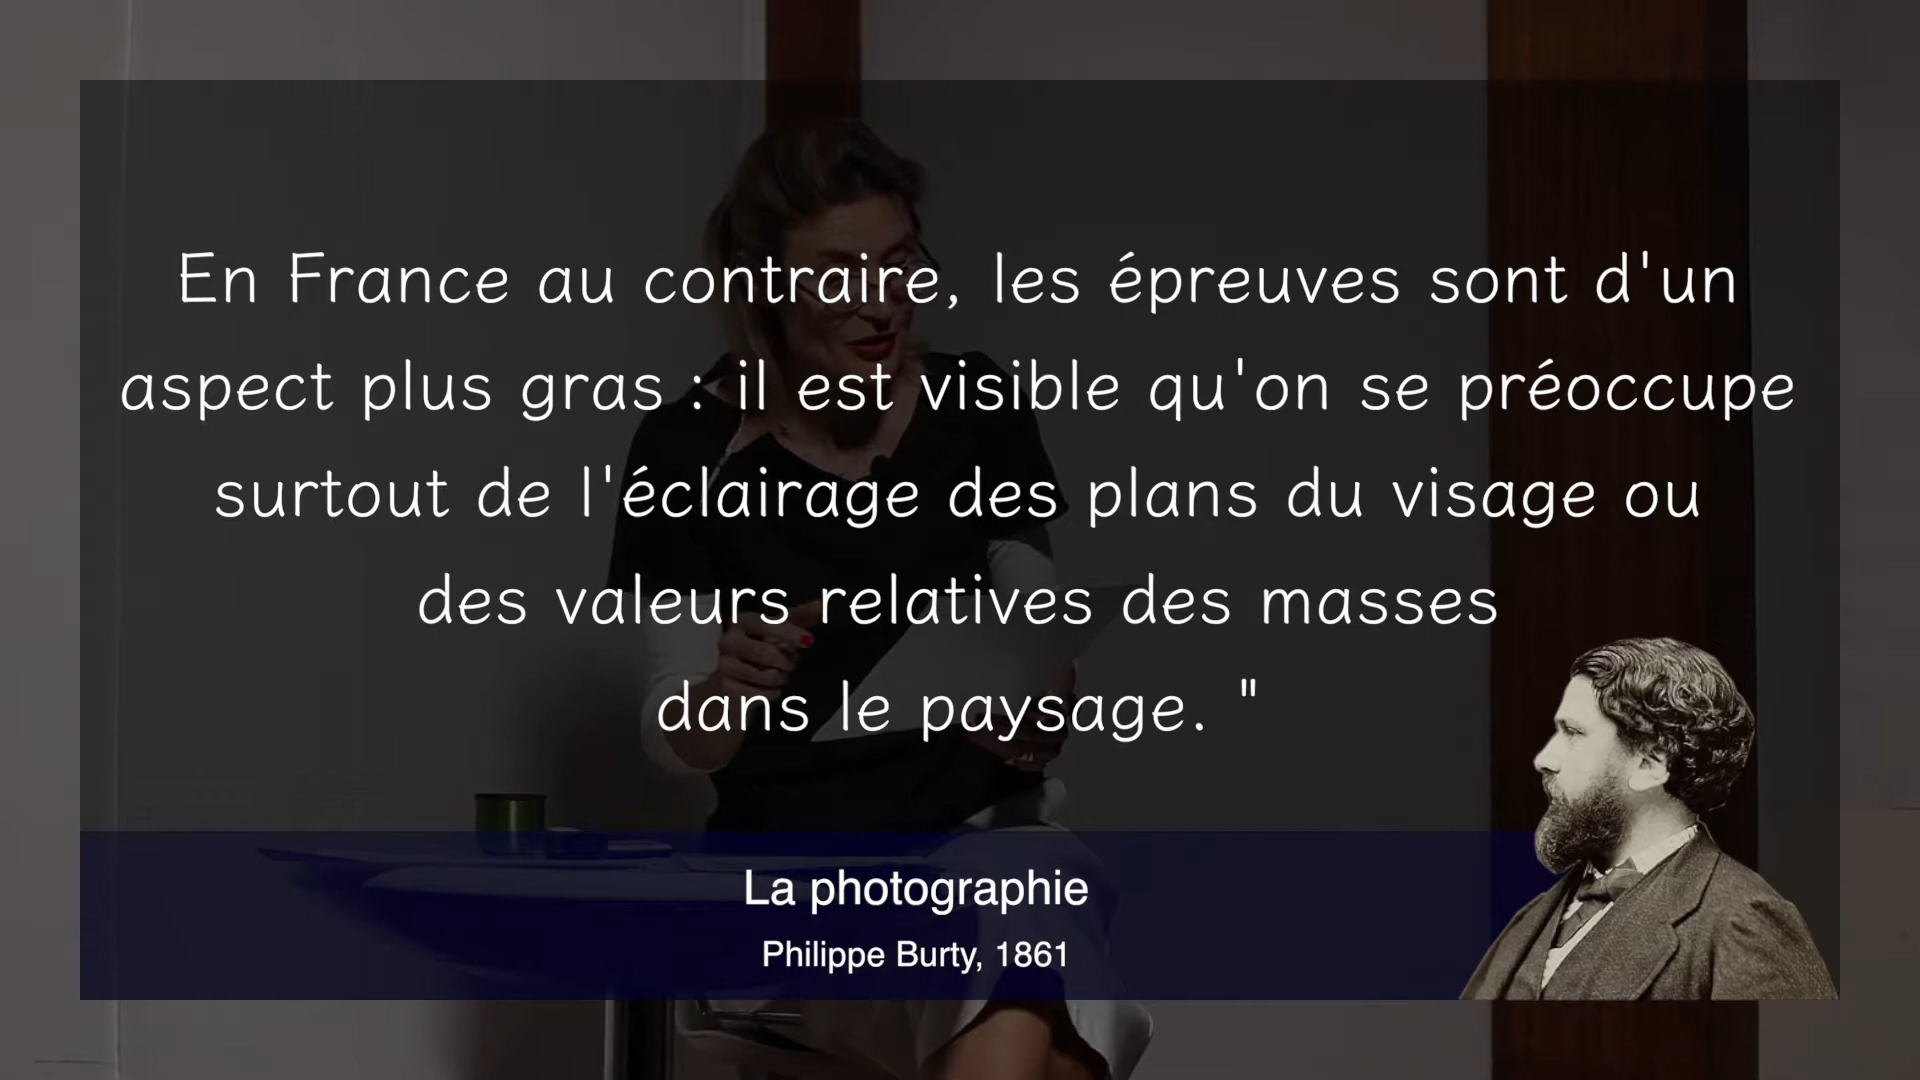 En France au contraire, les épreuves sont d'un
aspect plus gras : il est visible qu'on se préoccupe
surtout de l'éclairage des plans du visage ou
des valeurs relatives des masses
dans le paysage. "
La photographie
Philippe Burty, 1861